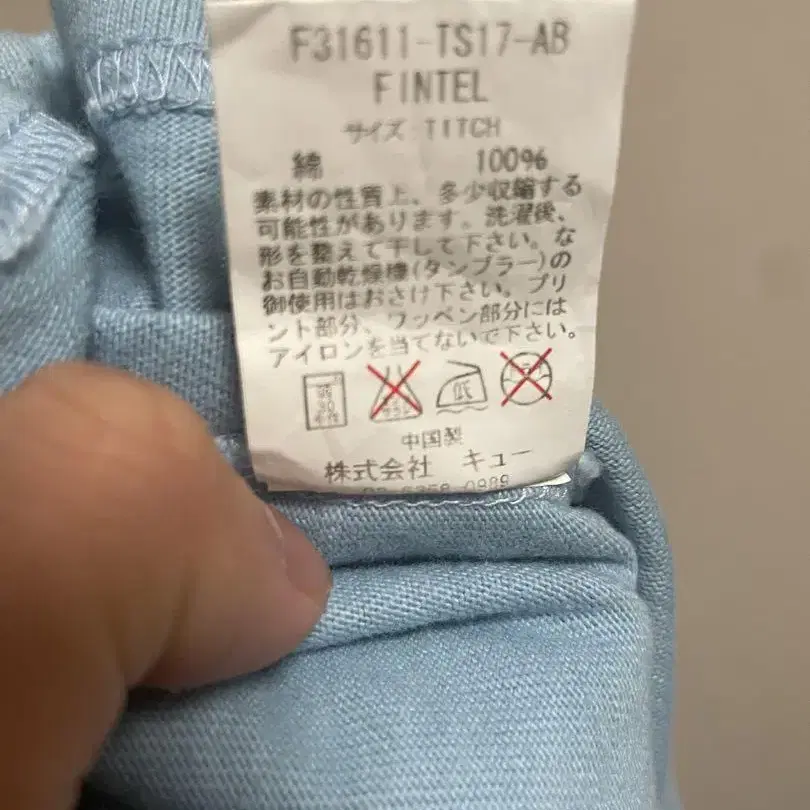 F31611-TS17-AB
FINTEL
サイズ:TITCH
綿 100%
素材の性質上、多少収縮する
可能性があります。洗濯後、
形を整えて干して下さい。な
お自動乾燥機(タンブラー)の
御使用はおさけ下さい。プリ
ント部分、ワッペン部分には
アイロンを当てないで下さい。
低
中国製
株式会社 キュー